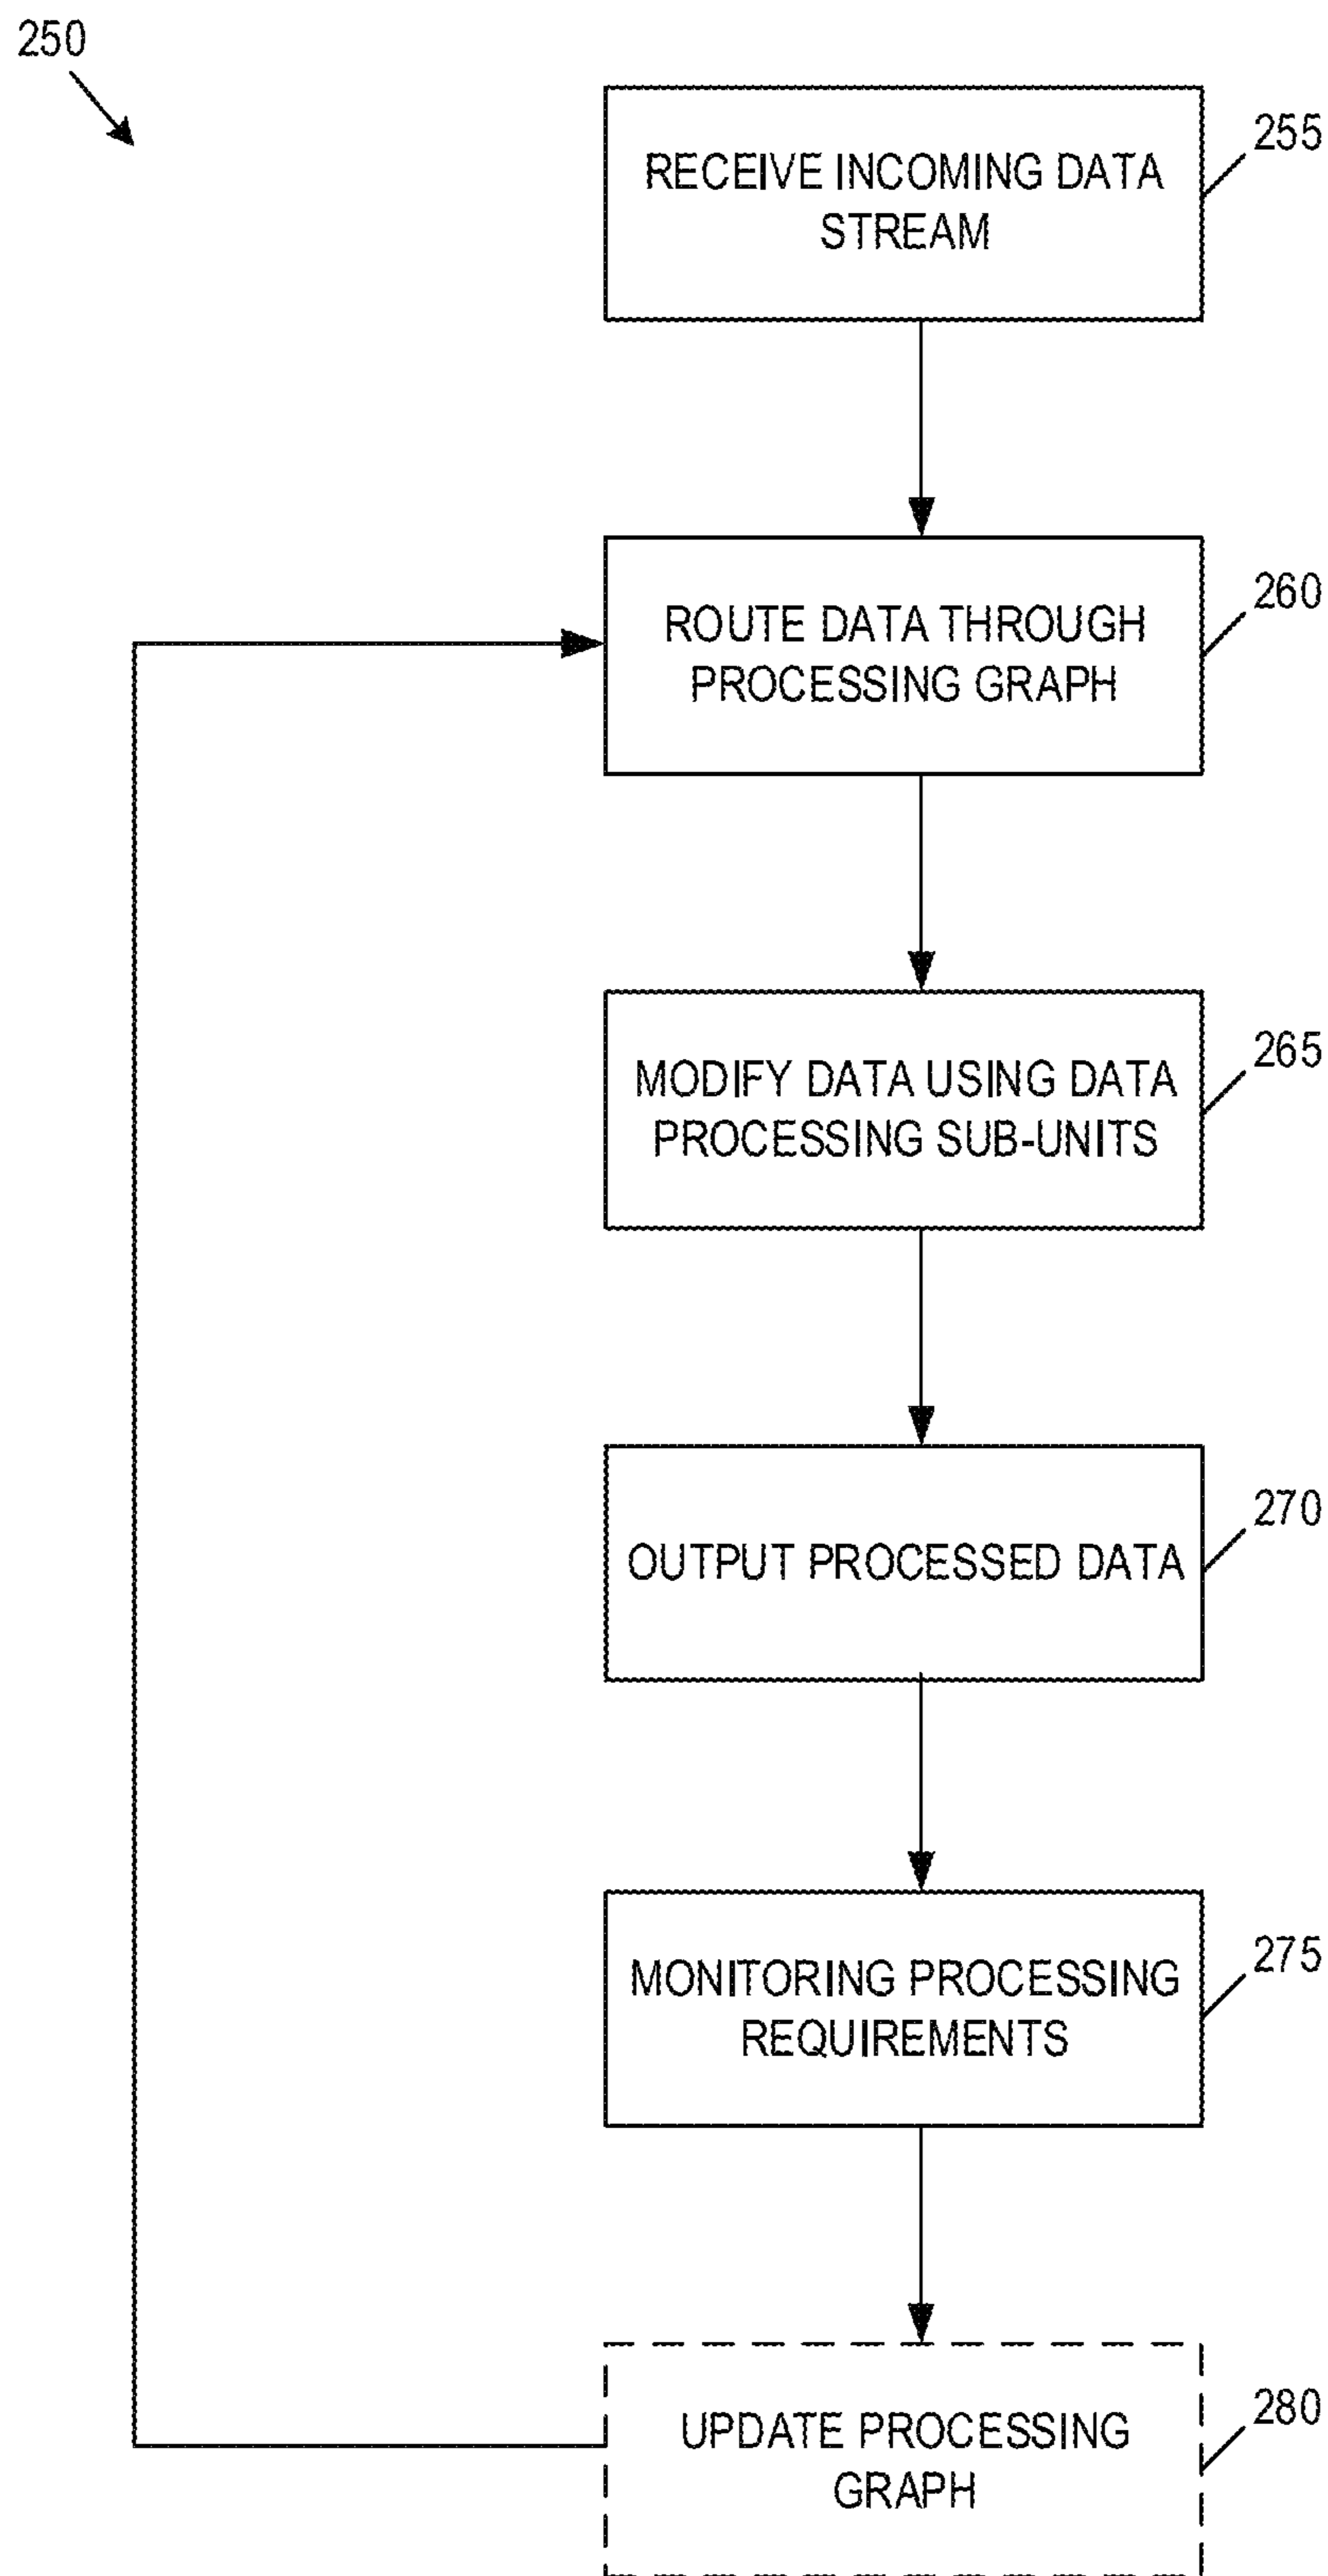 250
RECEIVE INCOMING DATA
STREAM
255
ROUTE DATA THROUGH
PROCESSING GRAPH
260
MODIFY DATA USING DATA
PROCESSING SUB-UNITS
265
OUTPUT PROCESSED DATA
270
MONITORING PROCESSING
REQUIREMENTS
275
UPDATE PROCESSING
GRAPH
280